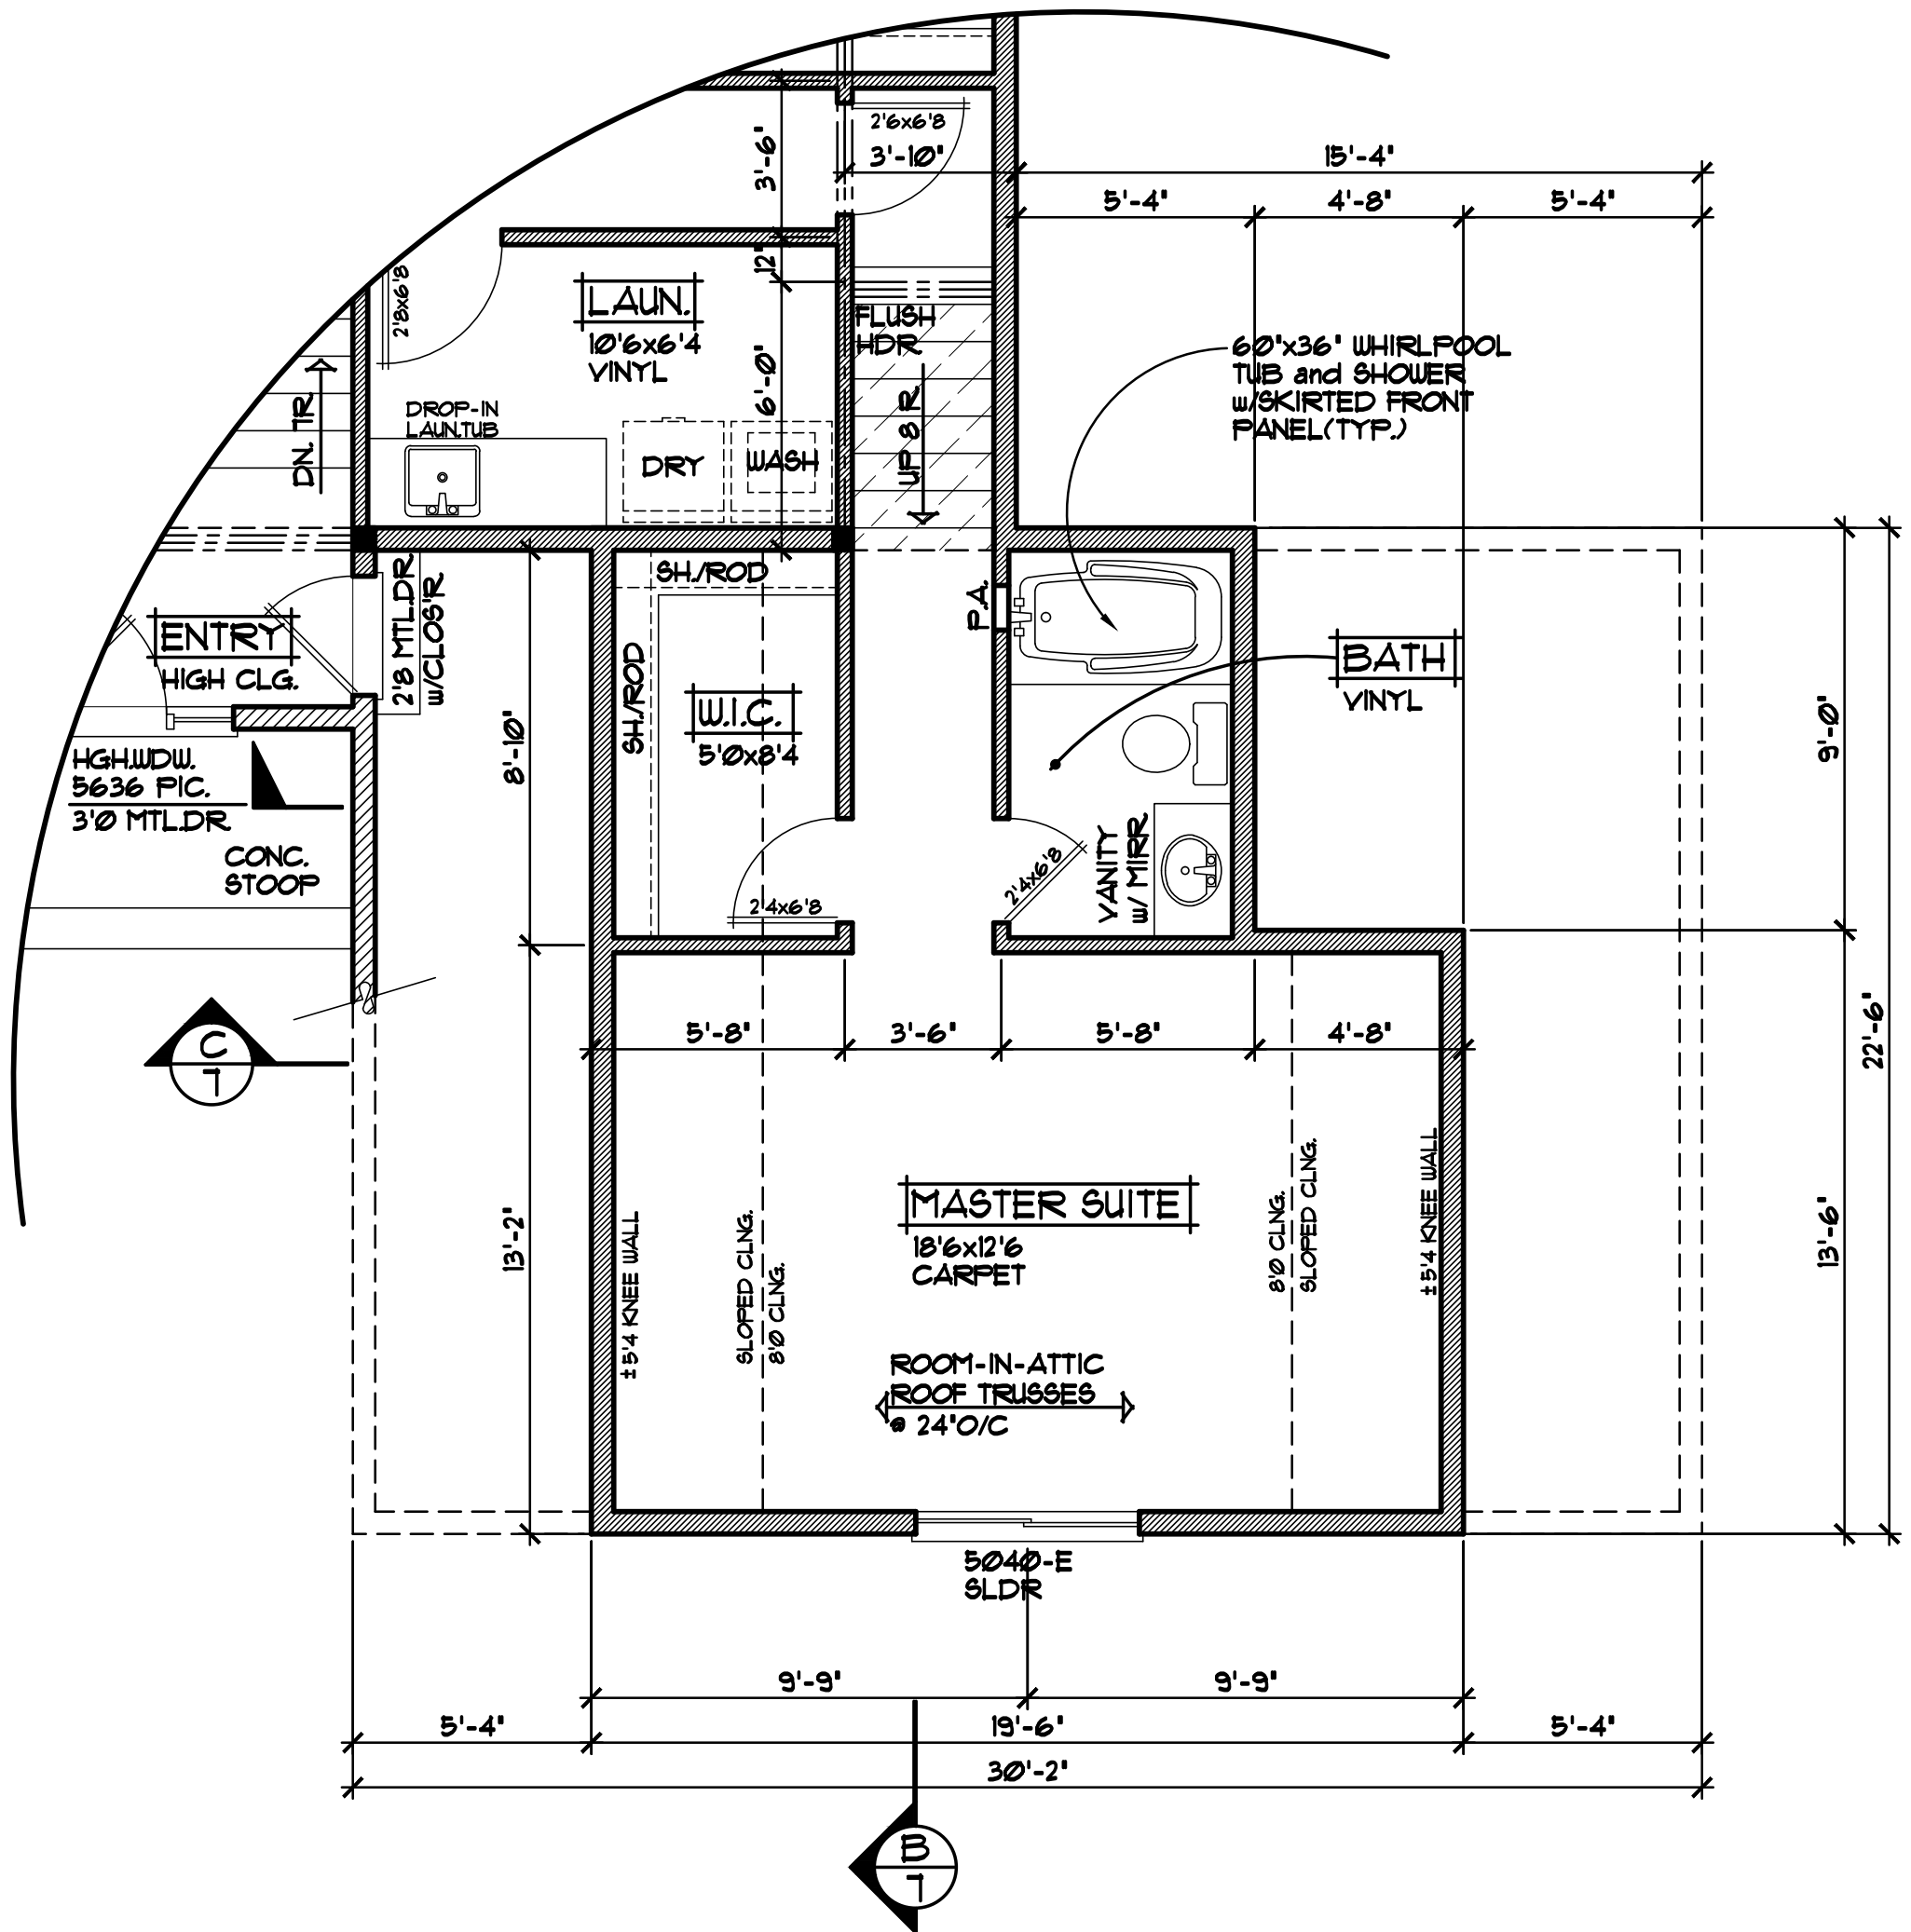 2'6x6'8
3'-6"
3'-10"
15'-4"
5'-4"
4'-8"
5'-4"
12"
2'8x6'8
LAUN.
10'6x6'4
VINYL
FLUSH
HDR.
60"x36" WHIRLPOOL
TUB and SHOWER
w/SKIRTED FRONT
PANEL(TYP.)
6'-0"
DN. 7R
DROP-IN
LAUN.TUB
DRY
WASH
UP 8 R
SH./ROD
P.A.
2'8 MTL.DR.
w/CLOS'R
ENTRY
HIGH CLG.
SH./ROD
W.I.C.
5'0x8'4
BATH
VINYL
8'-10"
9'-0"
HGH.WDW.
5636 PIC.
3'0 MTL.DR.
CONC.
STOOP
2'4x6'8
2'4x6'8
VANITY
w/ MIRR.
C
7
5'-8"
3'-6"
5'-8"
4'-8"
22'-6"
13'-2"
13'-6"
MASTER SUITE
18'6x12'6
CARPET
±5'4 KNEE WALL
SLOPED CLNG.
8'0 CLNG.
8'0 CLNG.
SLOPED CLNG.
±5'4 KNEE WALL
ROOM-IN-ATTIC
ROOF TRUSSES
@ 24"O/C
5040-E
SLDR
9'-9"
9'-9"
5'-4"
19'-6"
5'-4"
30'-2"
B
7